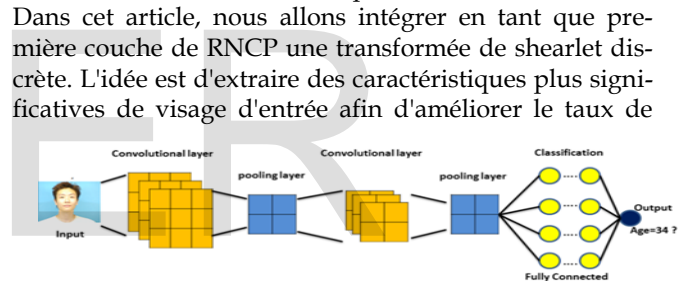 Dans cet article, nous allons intégrer en tant que pre-
mière couche de RNCP une transformée de shearlet dis-
crète. L'idée est d'extraire des caractéristiques plus signi-
ficatives de visage d'entrée afin d'améliorer le taux de
Convolutional layer
pooling layer
Convolutional layer
pooling layer
Classification
Input
Output
Age=34 ?
Fully Connected
ER